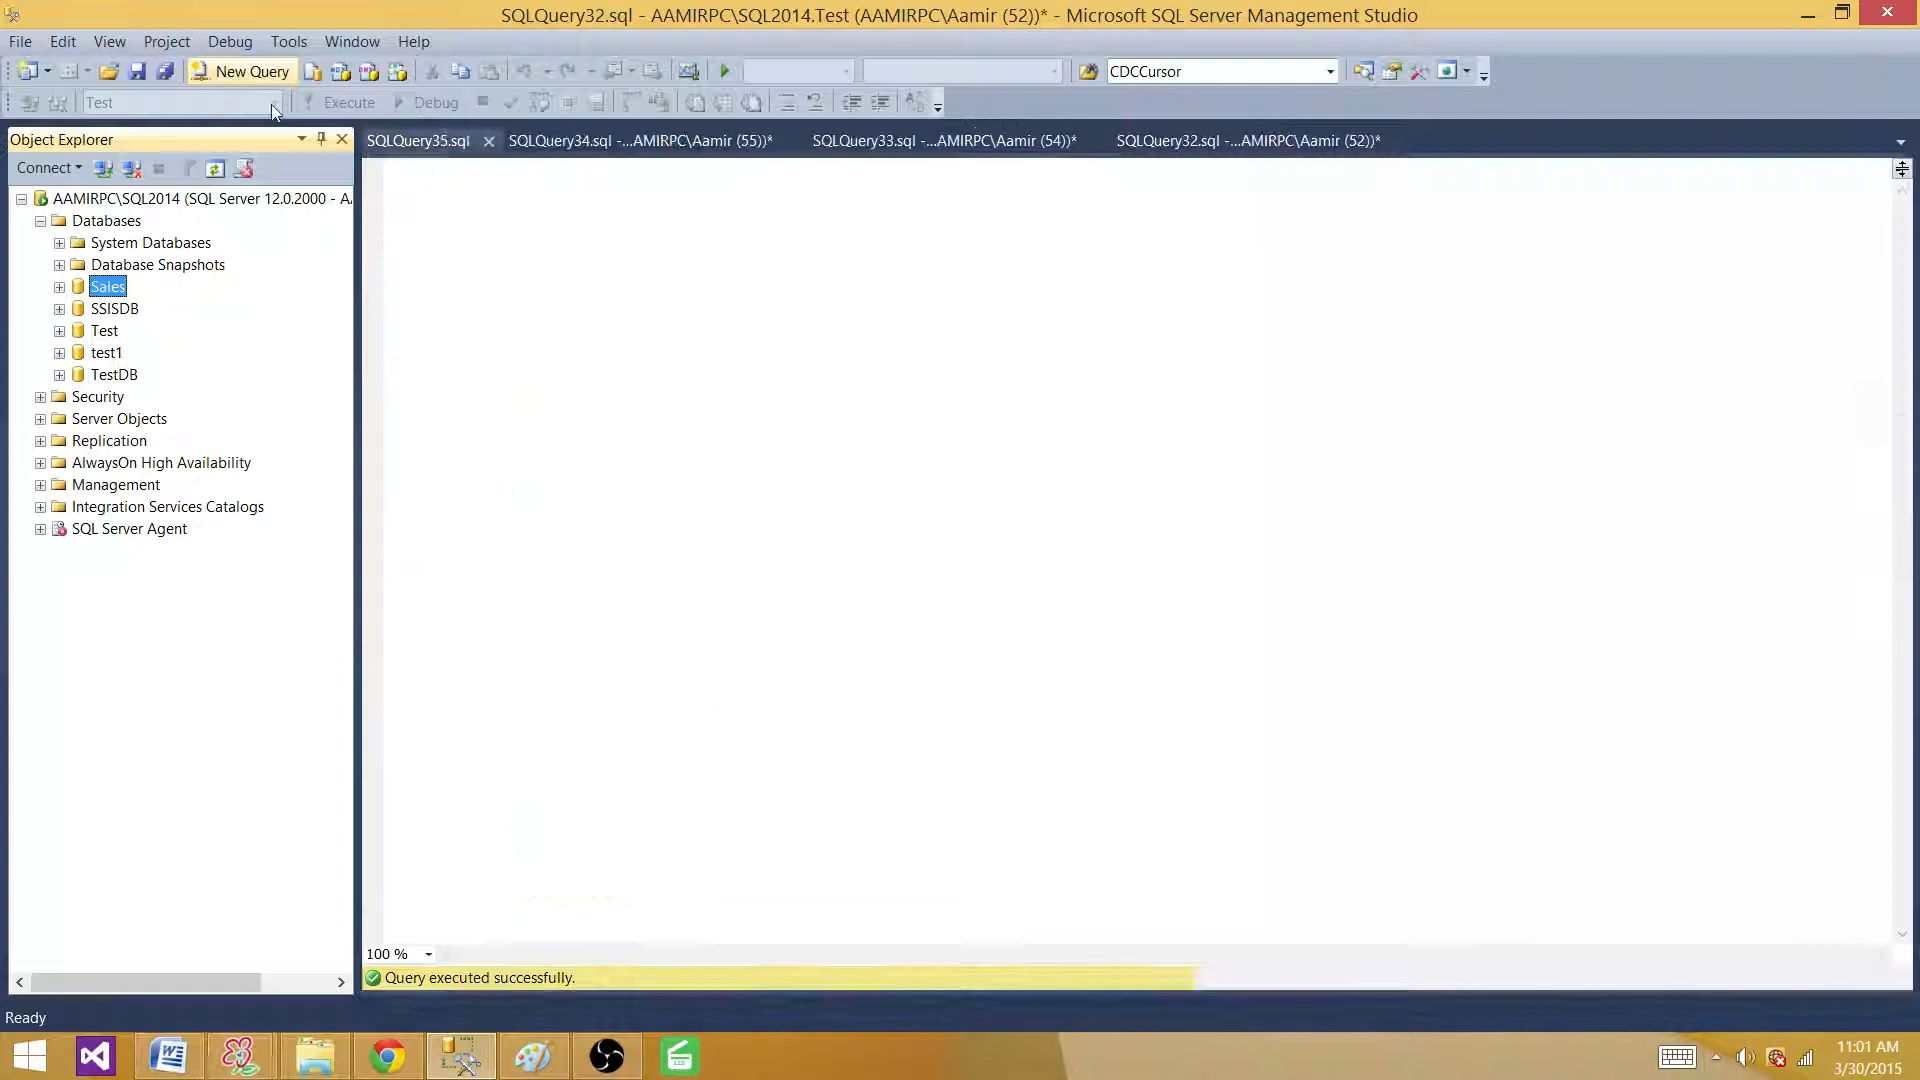 SQLQuery32.sql - AAMIRPC\SQL2014.Test (AAMIRPC\Aamir (52))* - Microsoft SQL Server Management Studio
File Edit View Project Debug Tools Window Help
New Query CDCCursor
Test Execute Debug
Object Explorer
SQLQuery35.sql SQLQuery34.sql -...AMIRPC\Aamir (55))* SQLQuery33.sql -...AMIRPC\Aamir (54))* SQLQuery32.sql -...AMIRPC\Aamir (52))*
Connect
AAMIRPC\SQL2014 (SQL Server 12.0.2000 - A
Databases
System Databases
Database Snapshots
Sales
SSISDB
Test
test1
TestDB
Security
Server Objects
Replication
AlwaysOn High Availability
Management
Integration Services Catalogs
SQL Server Agent
100 %
Query executed successfully.
Ready
11:01 AM
3/30/2015